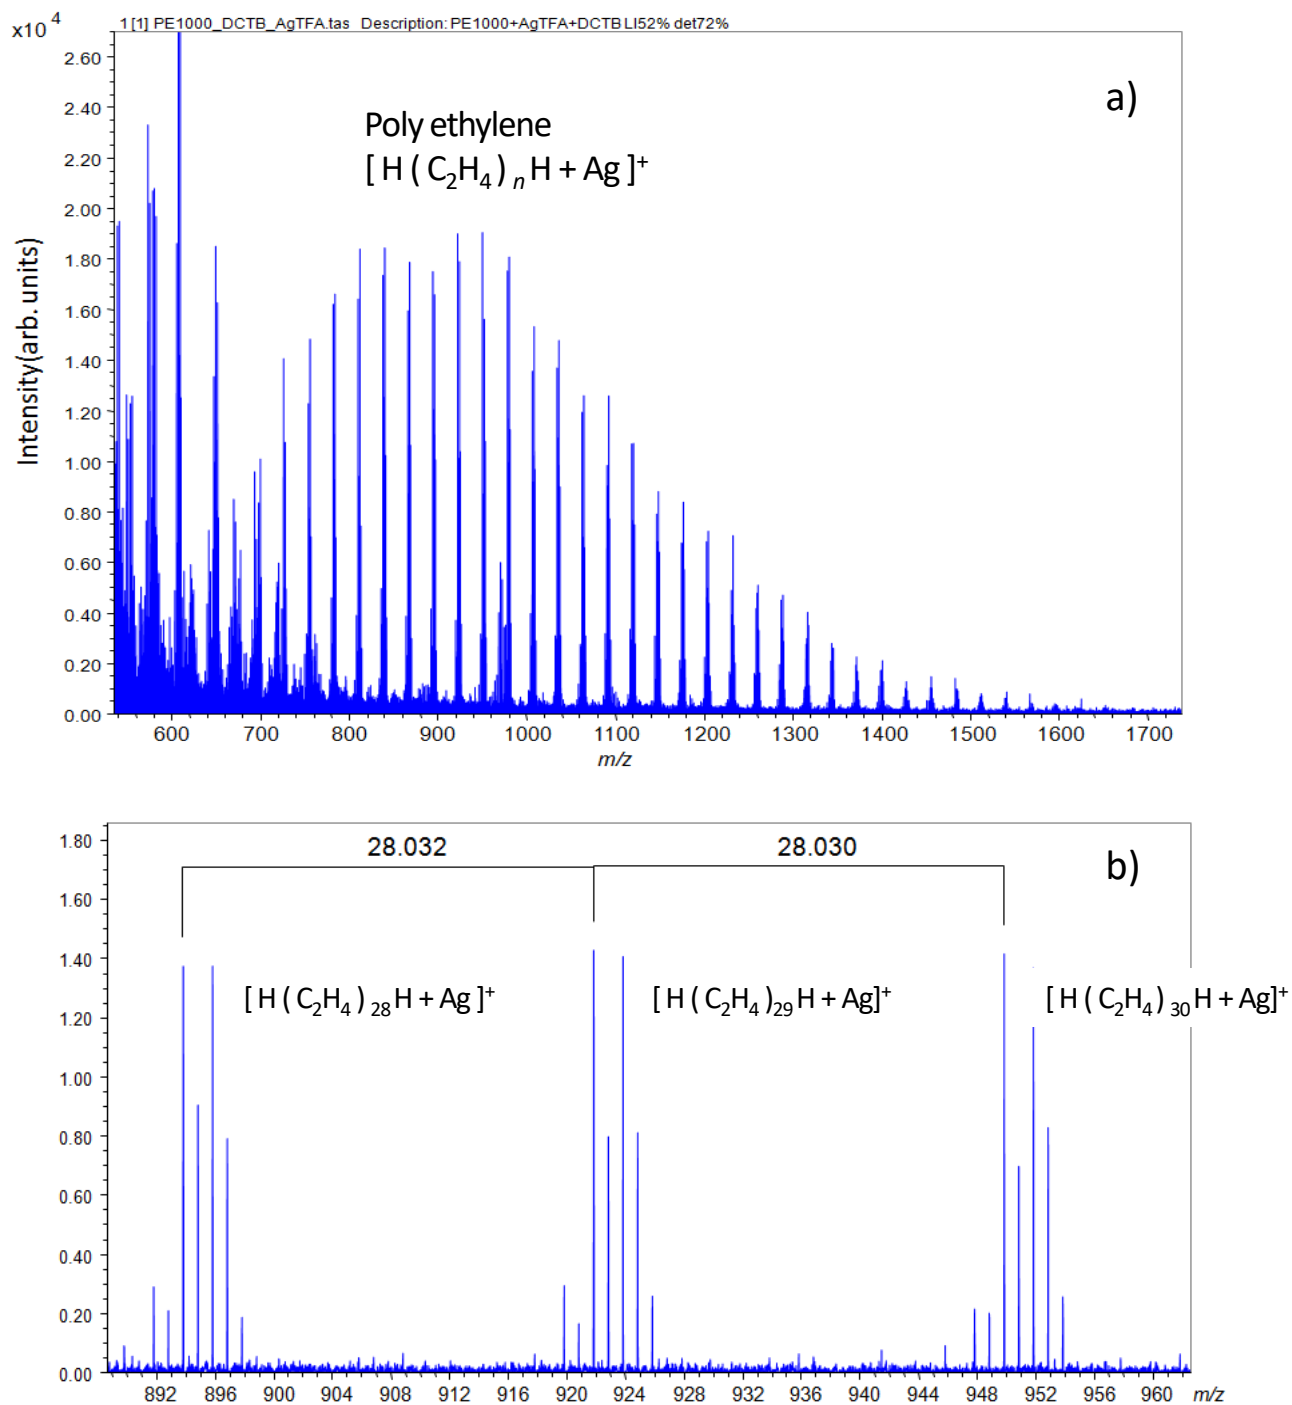 1 [1] PE1000_DCTB_AgTFA.tas Description: PE1000+AgTFA+DCTB LI52% det72%
x10 4
a)
Poly ethylene
[ H ( C2H4 ) n H + Ag ]+
Intensity(arb. units)
2.60
2.40
2.20
2.00
1.80
1.60
1.40
1.20
1.00
0.80
0.60
0.40
0.20
0.00
600 700 800 900 1000 1100 1200 1300 1400 1500 1600 1700
m/z
b)
28.032 28.030
[ H ( C2H4 ) 28 H + Ag ]+ [ H ( C2H4 )29 H + Ag]+ [ H ( C2H4 ) 30 H + Ag]+
1.80
1.60
1.40
1.20
1.00
0.80
0.60
0.40
0.20
0.00
892 896 900 904 908 912 916 920 924 928 932 936 940 944 948 952 956 960 m/z